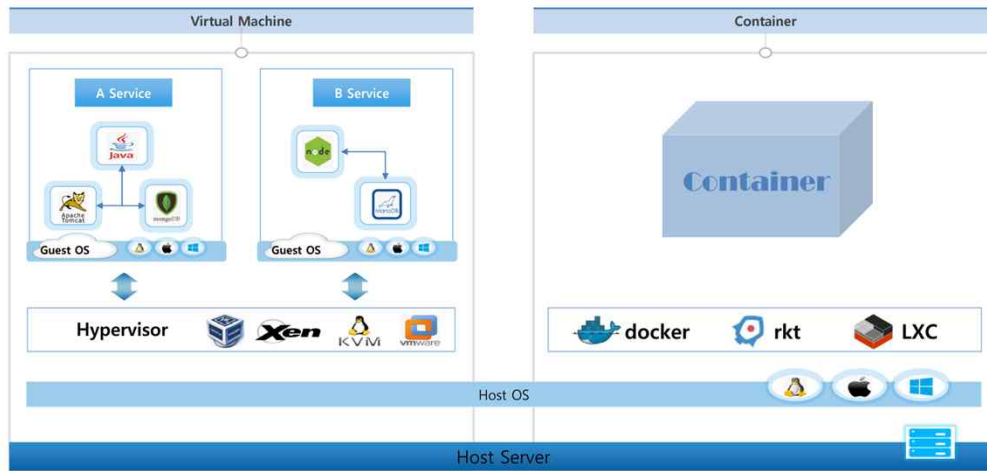 Virtual Machine
Container
A Service
B Service
Java
node
Apache
Tomcat
mongoDB
MariaDB
Guest OS
Guest OS
Container
Hypervisor
Xen
KVM
vmware
docker
rkt
LXC
Host OS
Host Server